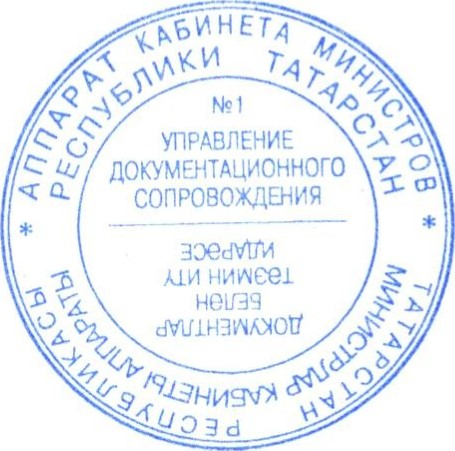 * АППАРАТ КАБИНЕТА МИНИСТРОВ *
РЕСПУБЛИКИ ТАТАРСТАН
№1
УПРАВЛЕНИЕ
ДОКУМЕНТАЦИОННОГО
СОПРОВОЖДЕНИЯ
ДОКУМЕНТЛАР
БЕЛӘН
ТӘЭМИН ИТҮ
ИДАРӘСЕ
ТАТАРСТАН РЕСПУБЛИКАСЫ
МИНИСТРЛАР КАБИНЕТЫ АППАРАТЫ